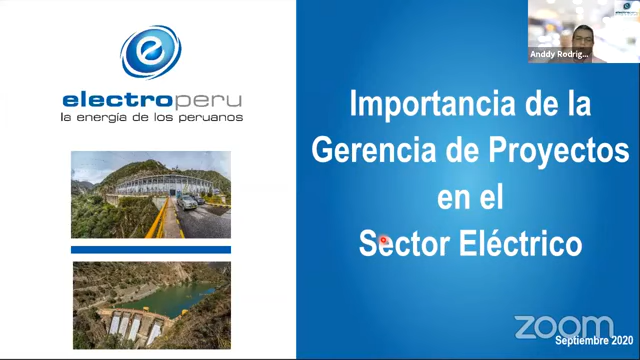 electroperu
la energía de los peruanos
Importancia de la
Gerencia de Proyectos
en el
Sector Eléctrico
Anddy Rodríg...
zoom
Septiembre 2020